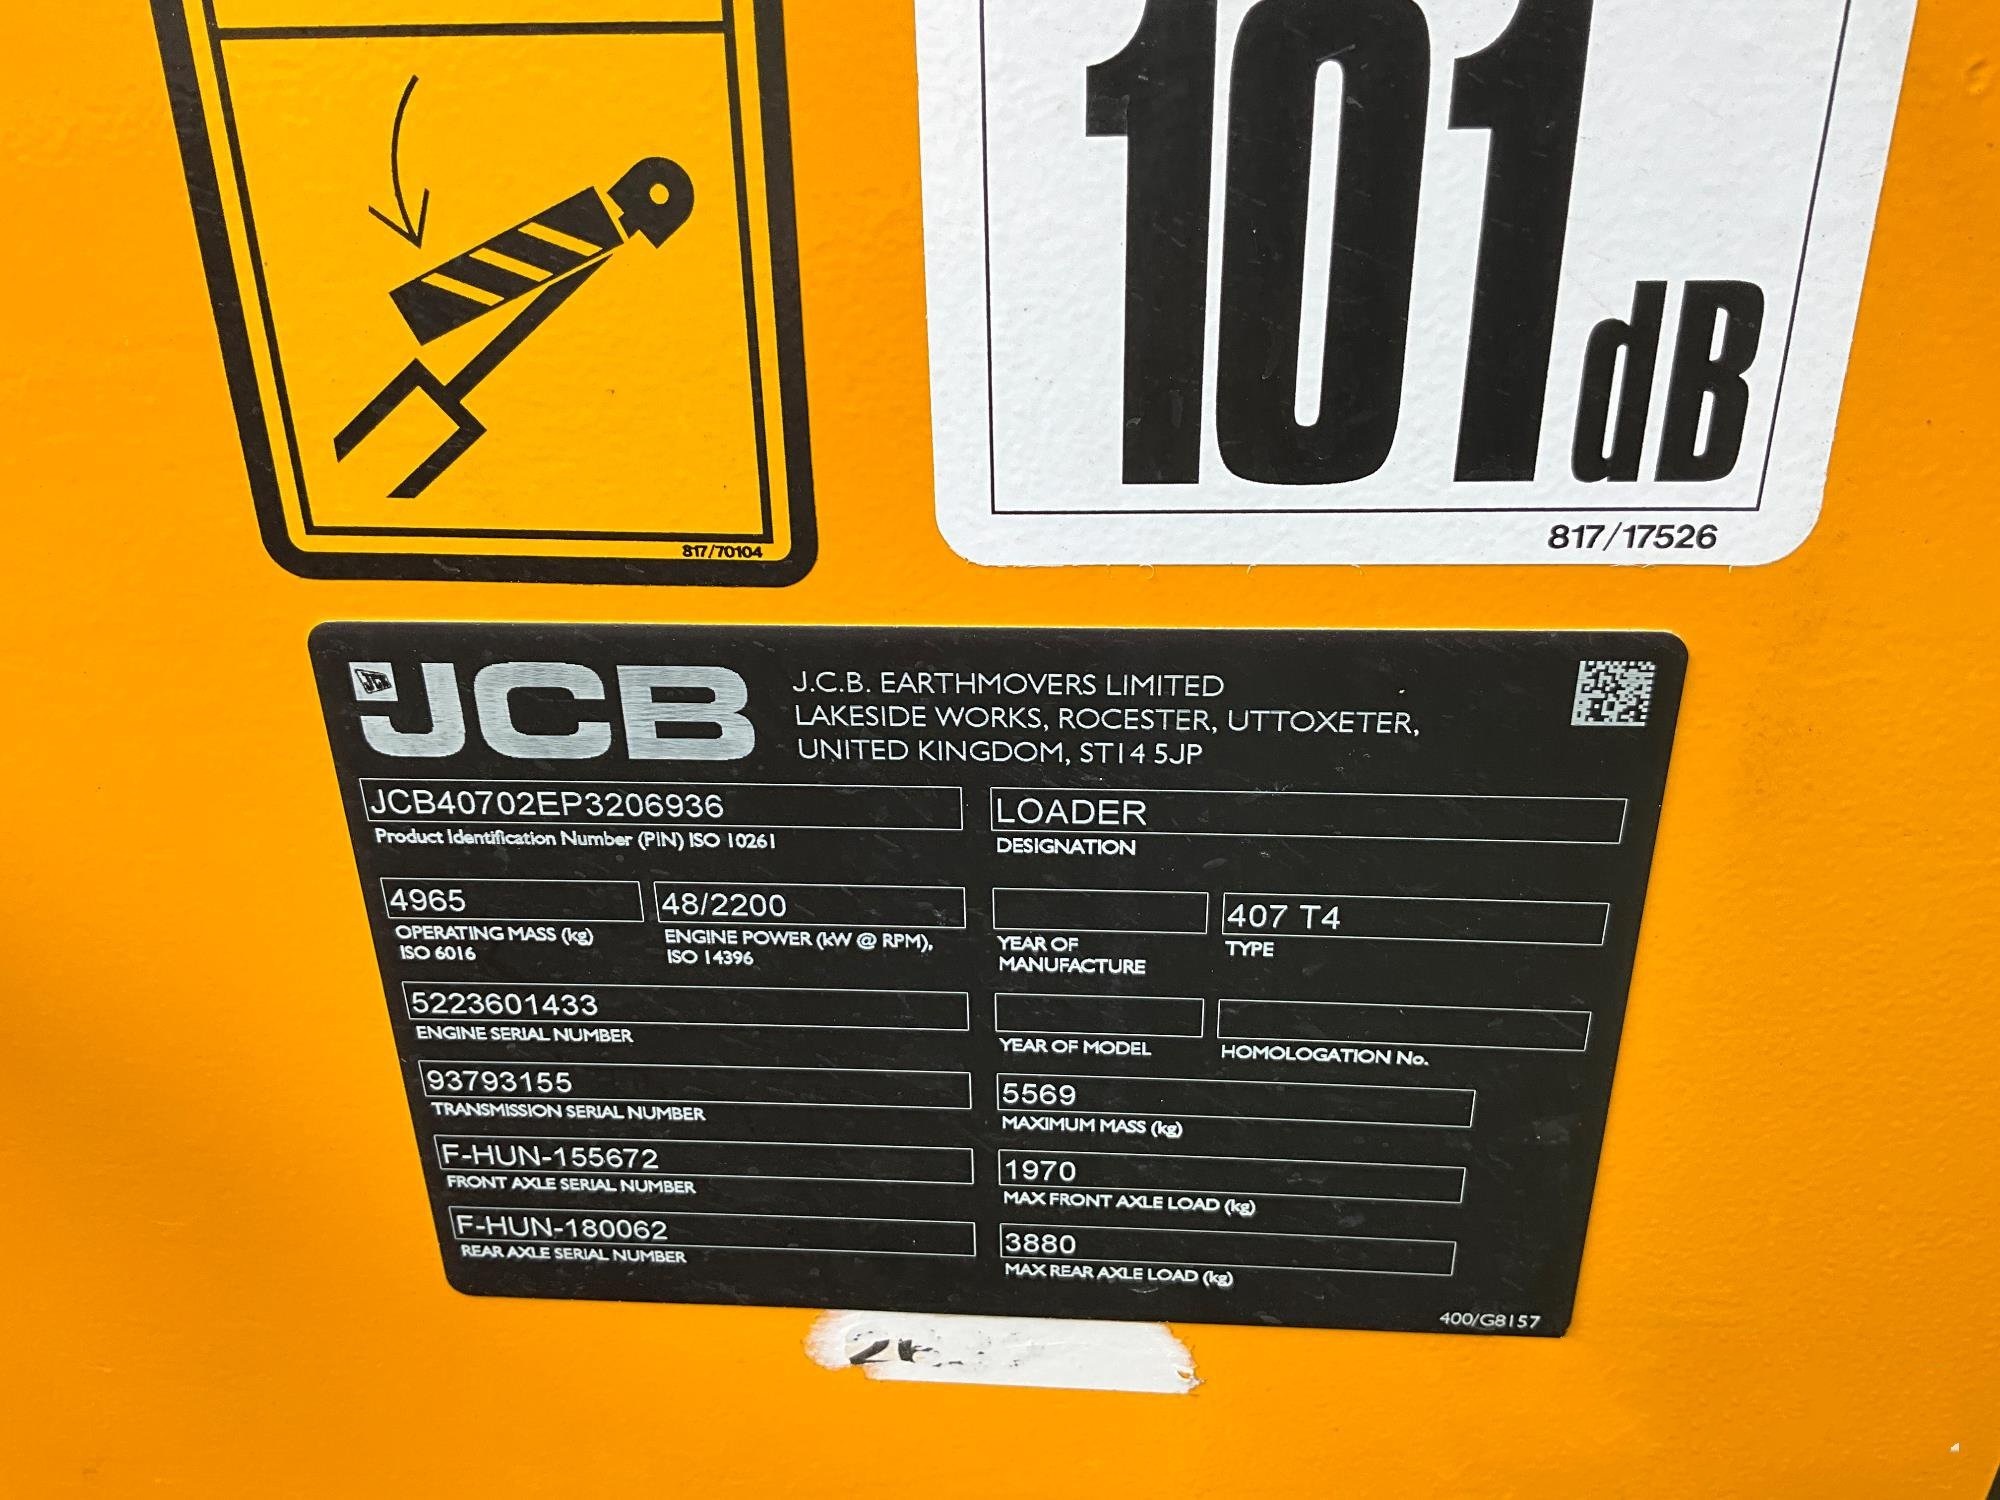 817/70104
101 dB
817/17526
JCB JCB
J.C.B. EARTHMOVERS LIMITED
LAKESIDE WORKS, ROCESTER, UTTOXETER,
UNITED KINGDOM, ST14 5JP
JCB40702EP3206936
Product Identification Number (PIN) ISO 10261
LOADER
DESIGNATION
4965
OPERATING MASS (kg)
ISO 6016
48/2200
ENGINE POWER (kW @ RPM),
ISO 14396
YEAR OF
MANUFACTURE
407 T4
TYPE
5223601433
ENGINE SERIAL NUMBER
YEAR OF MODEL
HOMOLOGATION No.
93793155
TRANSMISSION SERIAL NUMBER
5569
MAXIMUM MASS (kg)
F-HUN-155672
FRONT AXLE SERIAL NUMBER
1970
MAX FRONT AXLE LOAD (kg)
F-HUN-180062
REAR AXLE SERIAL NUMBER
3880
MAX REAR AXLE LOAD (kg)
400/G8157